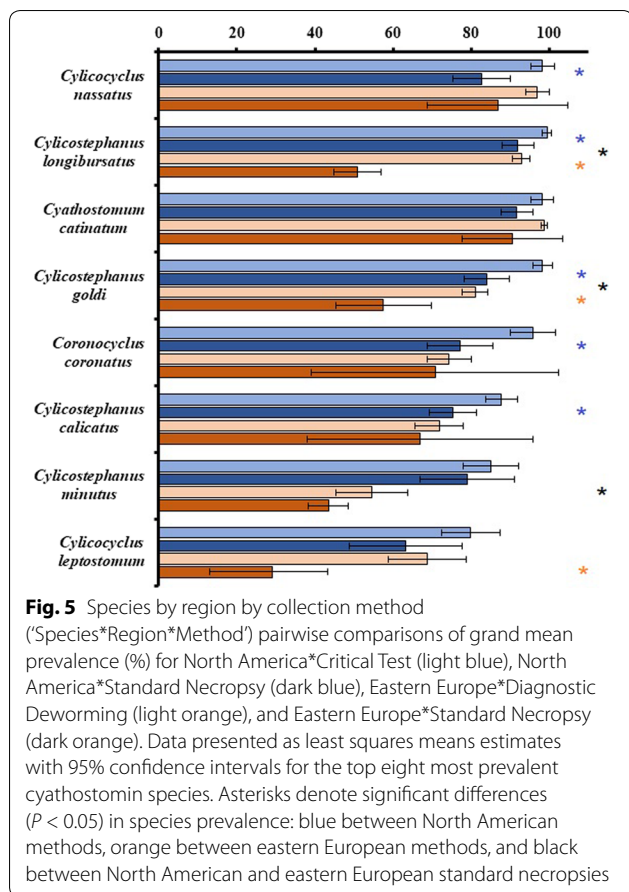 0 20 40 60 80 100
Cylicocyclus
nassatus
*
Cylicostephanus
longibursatus
*
*
*
Cyathostomum
catinatum
Cylicostephanus
goldi
*
*
*
Coronocyclus
coronatus
*
Cylicostephanus
calicatus
*
Cylicostephanus
minutus
*
Cylicocyclus
leptostomum
*
Fig. 5 Species by region by collection method
(‘Species*Region*Method’) pairwise comparisons of grand mean
prevalence (%) for North America*Critical Test (light blue), North
America*Standard Necropsy (dark blue), Eastern Europe*Diagnostic
Deworming (light orange), and Eastern Europe*Standard Necropsy
(dark orange). Data presented as least squares means estimates
with 95% confidence intervals for the top eight most prevalent
cyathostomin species. Asterisks denote significant differences
(P < 0.05) in species prevalence: blue between North American
methods, orange between eastern European methods, and black
between North American and eastern European standard necropsies